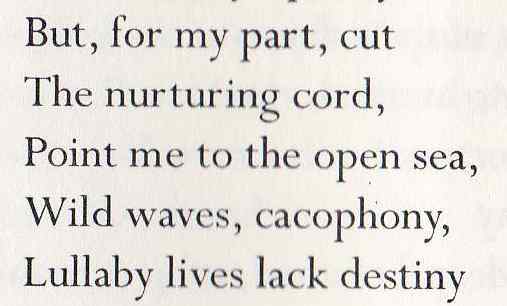 But, for my part, cut
The nurturing cord,
Point me to the open sea,
Wild waves, cacophony,
Lullaby lives lack destiny